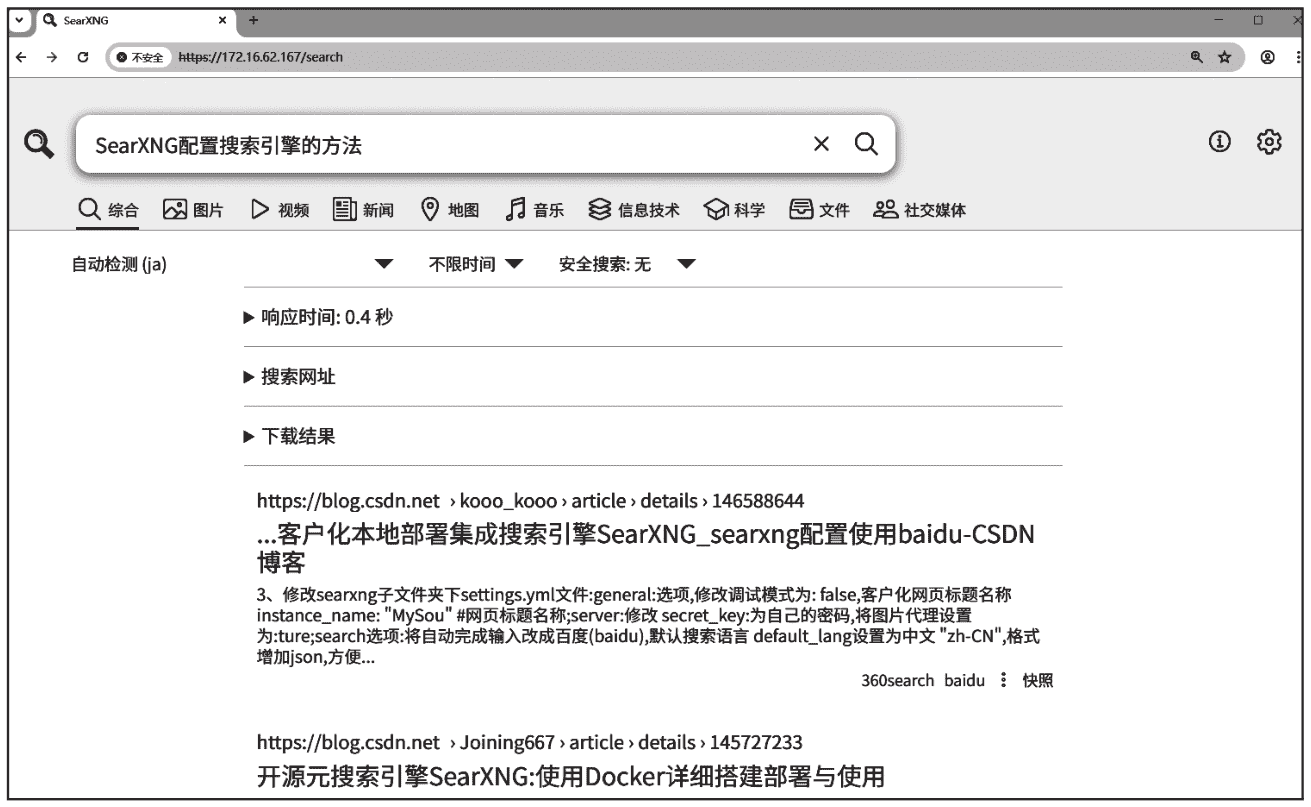 SearXNG
不安全 https://172.16.62.167/search
SearXNG配置搜索引擎的方法
综合 图片 视频 新闻 地图 音乐 信息技术 科学 文件 社交媒体
自动检测 (ja) 不限时间 安全搜索: 无
响应时间: 0.4 秒
搜索网址
下载结果
https://blog.csdn.net › kooo_kooo › article › details › 146588644
...客户化本地部署集成搜索引擎SearXNG_searxng配置使用baidu-CSDN
博客
3、修改searxng子文件夹下settings.yml文件:general:选项,修改调试模式为: false,客户化网页标题名称
instance_name: "MySou" #网页标题名称;server:修改 secret_key:为自己的密码,将图片代理设置
为:ture;search选项:将自动完成输入改成百度(baidu),默认搜索语言 default_lang设置为中文 "zh-CN",格式
增加json,方便...
360search baidu 快照
https://blog.csdn.net › Joining667 › article › details › 145727233
开源元搜索引擎SearXNG:使用Docker详细搭建部署与使用